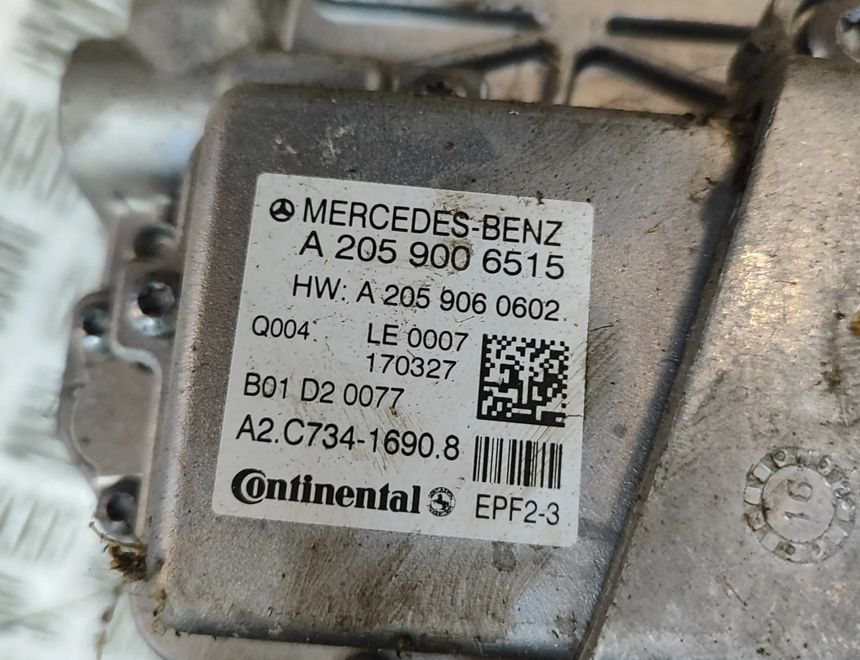 MERCEDES-BENZ
A 205 900 6515
HW: A 205 906 0602
Q004 LE 0007
170327
B01 D2 0077
A2.C734-1690.8
Continental EPF2-3
16